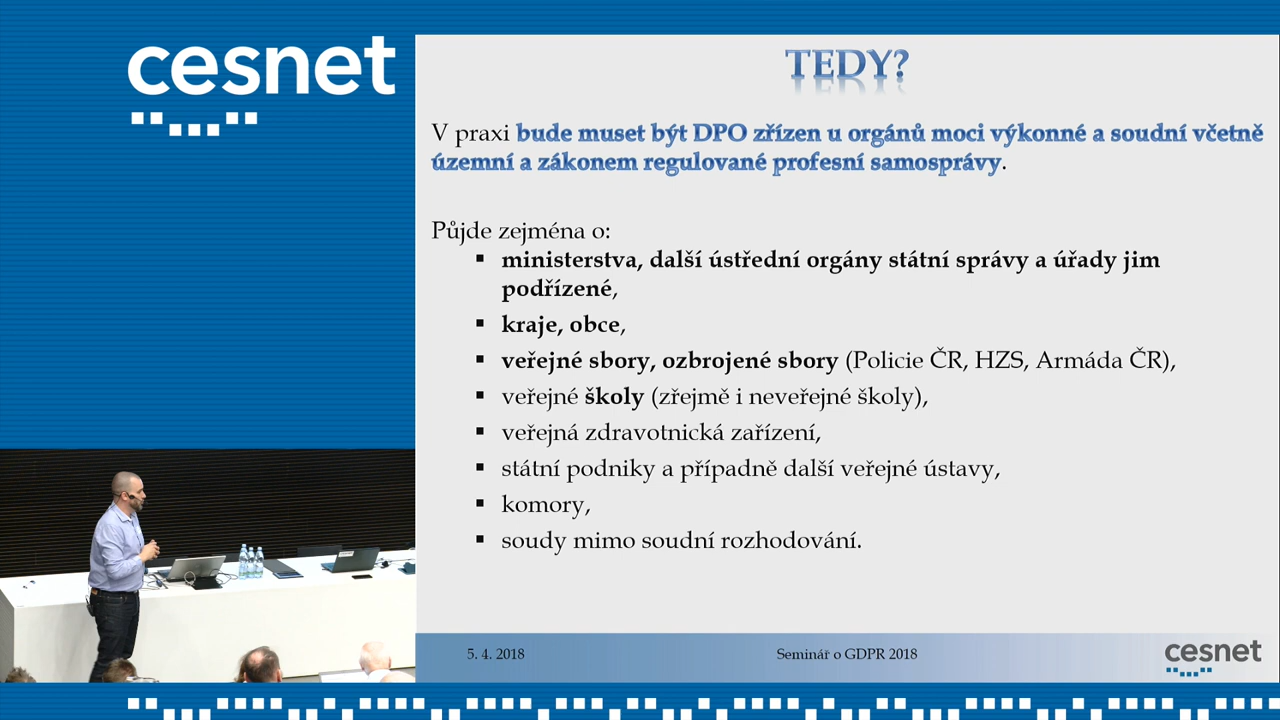 cesnet
TEDY?
V praxi bude muset být DPO zřízen u orgánů moci výkonné a soudní včetně
územní a zákonem regulované profesní samosprávy.
Půjde zejména o:
▪ ministerstva, další ústřední orgány státní správy a úřady jim
podřízené,
▪ kraje, obce,
▪ veřejné sbory, ozbrojené sbory (Policie ČR, HZS, Armáda ČR),
▪ veřejné školy (zřejmě i neveřejné školy),
▪ veřejná zdravotnická zařízení,
▪ státní podniky a případně další veřejné ústavy,
▪ komory,
▪ soudy mimo soudní rozhodování.
5. 4. 2018
Seminář o GDPR 2018
cesnet